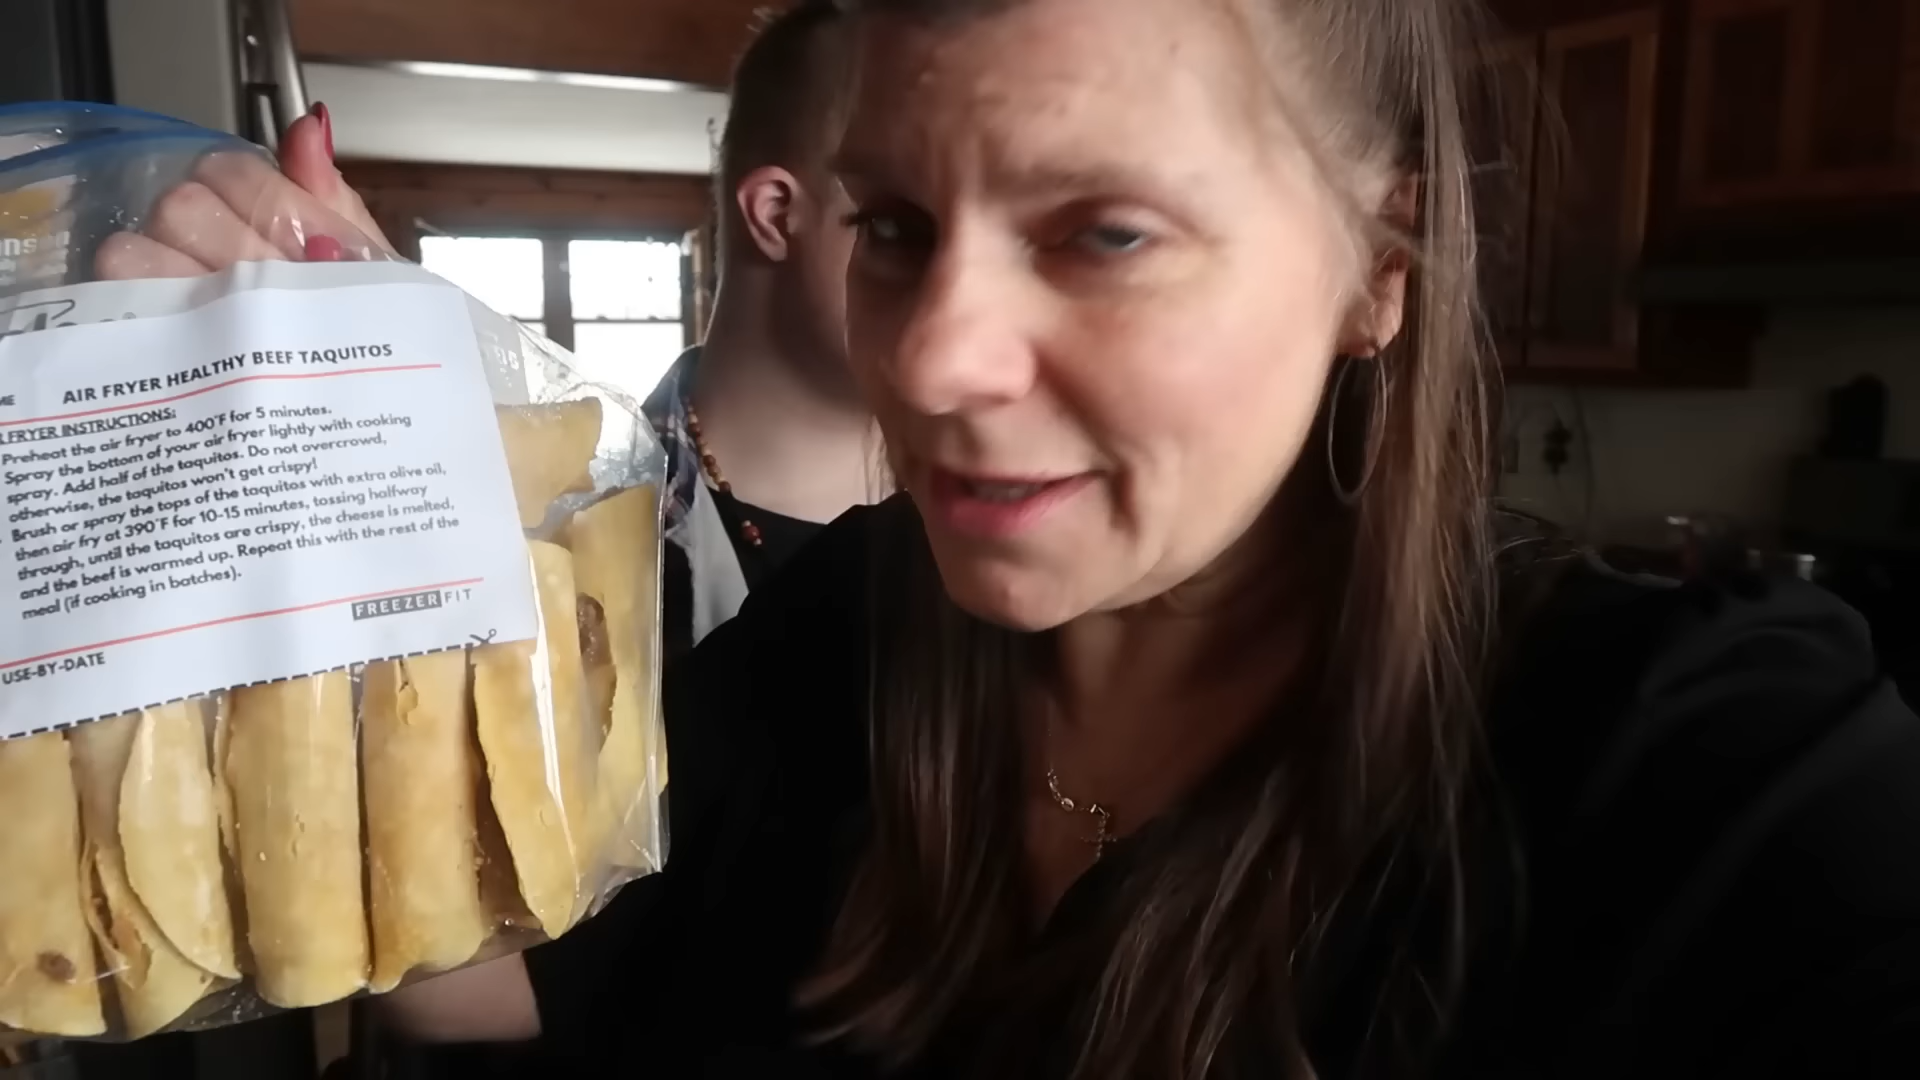 AIR FRYER HEALTHY BEEF TAQUITOS
FRYER INSTRUCTIONS:
Preheat the air fryer to 400°F for 5 minutes.
Spray the bottom of your air fryer lightly with cooking
spray. Add half of the taquitos. Do not overcrowd,
otherwise, the taquitos won't get crispy!
Brush or spray the tops of the taquitos with extra olive oil,
then air fry at 390°F for 10-15 minutes, tossing halfway
through, until the taquitos are crispy, the cheese is melted,
and the beef is warmed up. Repeat this with the rest of the
meal (if cooking in batches).
FREEZERFIT
USE-BY-DATE